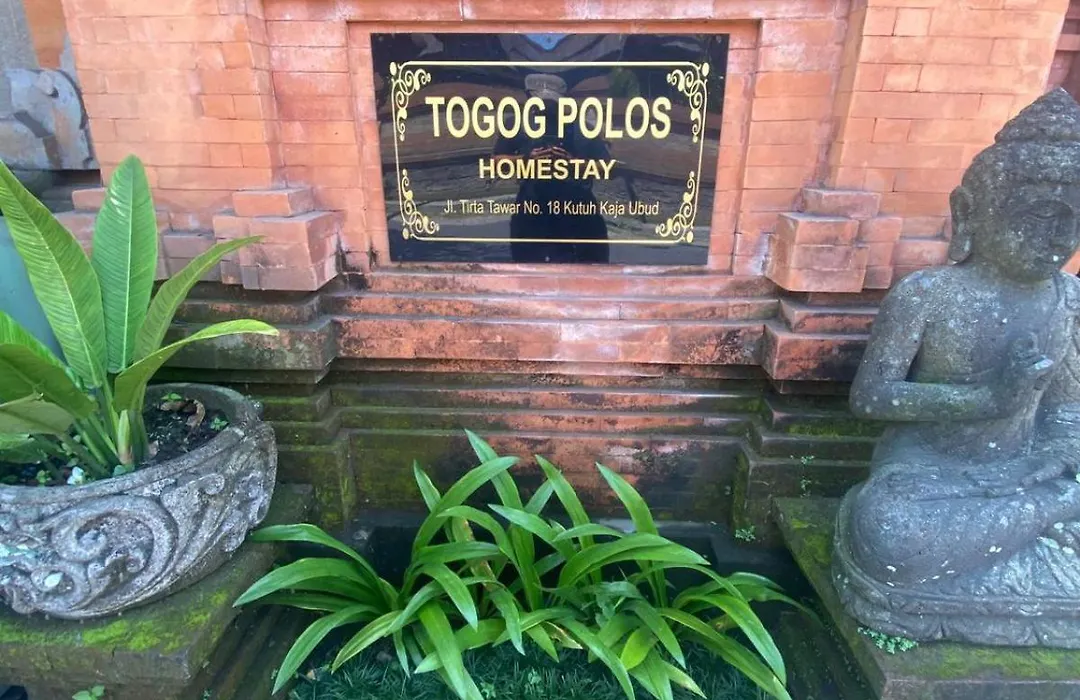 TOGOG POLOS
HOMESTAY
Jl. Tirta Tawar No. 18 Kutuh Kaja Ubud